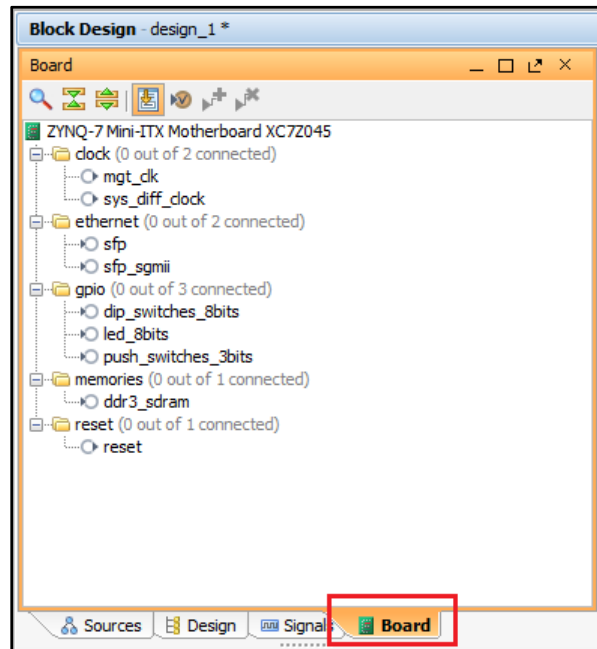 Block Design - design_1 *
Board
ZYNQ-7 Mini-ITX Motherboard XC7Z045
clock (0 out of 2 connected)
mgt_clk
sys_diff_clock
ethernet (0 out of 2 connected)
sfp
sfp_sgmii
gpio (0 out of 3 connected)
dip_switches_8bits
led_8bits
push_switches_3bits
memories (0 out of 1 connected)
ddr3_sdram
reset (0 out of 1 connected)
reset
Sources Design Signals Board